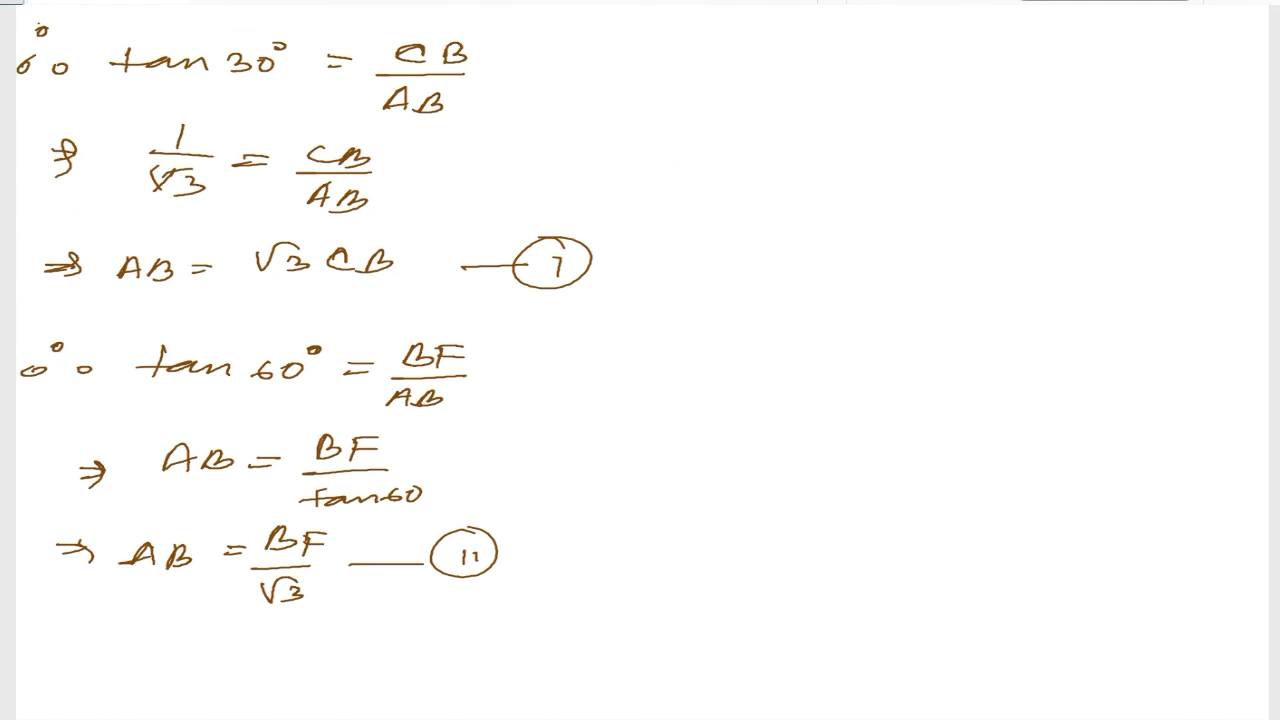 ∴ tan 30° = CB/AB
⇒ 1/√3 = CB/AB
⇒ AB = √3 CB — (I)
∴ tan 60° = BF/AB
⇒ AB = BF/tan60
⇒ AB = BF/√3 — (II)